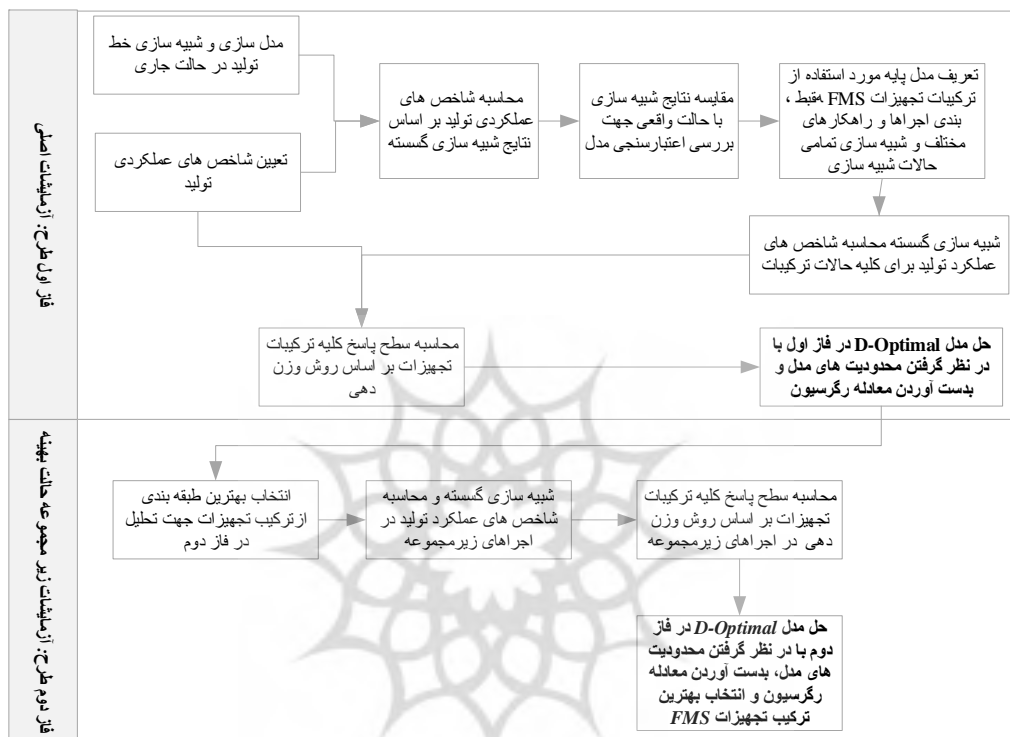 فاز اول طرح: آزمایشات اصلی
مدل سازی و شبیه سازی خط
تولید در حالت جاری
تعیین شاخص های عملکردی
تولید
محاسبه شاخص های
عملکردی تولید بر اساس
نتایج شبیه سازی گسسته
مقایسه نتایج شبیه سازی
با حالت واقعی جهت
بررسی اعتبارسنجی مدل
تعریف مدل پایه مورد استفاده از
ترکیبات تجهیزات FMS ،طبقه
بندی اجراها و راهکارهای
مختلف و شبیه سازی تمامی
حالات شبیه سازی
شبیه سازی گسسته محاسبه شاخص های
عملکرد تولید برای کلیه حالات ترکیبات
محاسبه سطح پاسخ کلیه ترکیبات
تجهیزات بر اساس روش وزن
دهی
حل مدل D-Optimal در فاز اول با
در نظر گرفتن محدودیت های مدل و
بدست آوردن معادله رگرسیون
فاز دوم طرح: آزمایشات زیر مجموعه حالت بهینه
انتخاب بهترین طبقه بندی
ازترکیب تجهیزات جهت تحلیل
در فاز دوم
شبیه سازی گسسته و محاسبه
شاخص های عملکرد تولید در
اجراهای زیرمجموعه
محاسبه سطح پاسخ کلیه ترکیبات
تجهیزات بر اساس روش وزن
دهی در اجراهای زیرمجموعه
حل مدل D-Optimal در فاز
دوم با در نظر گرفتن محدودیت
های مدل، بدست آوردن معادله
رگرسیون و انتخاب بهترین
ترکیب تجهیزات FMS